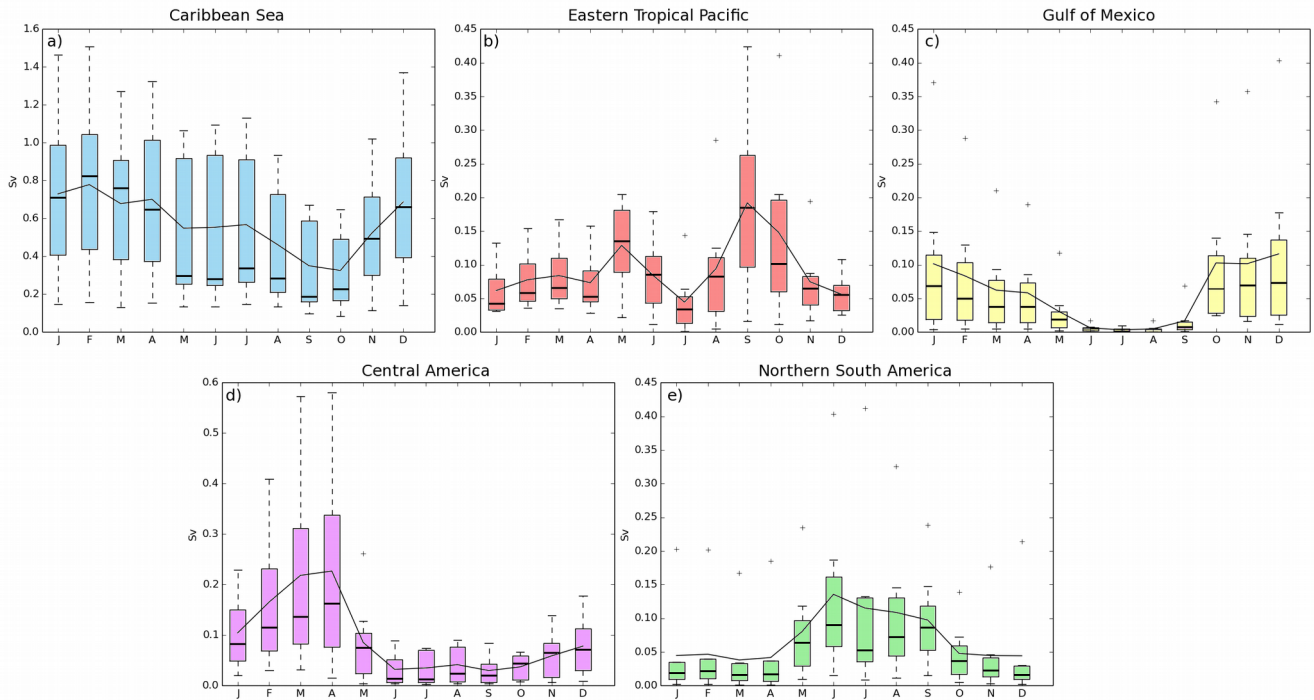 Caribbean Sea
a)
1.6
1.4
1.2
1.0
0.8
0.6
0.4
0.2
0.0
Sv
J F M A M J J A S O N D
Eastern Tropical Pacific
b)
0.45
0.40
0.35
0.30
0.25
0.20
0.15
0.10
0.05
0.00
Sv
J F M A M J J A S O N D
Gulf of Mexico
c)
0.45
0.40
0.35
0.30
0.25
0.20
0.15
0.10
0.05
0.00
Sv
J F M A M J J A S O N D
Central America
d)
0.6
0.5
0.4
0.3
0.2
0.1
0.0
Sv
J F M A M J J A S O N D
Northern South America
e)
0.45
0.40
0.35
0.30
0.25
0.20
0.15
0.10
0.05
0.00
Sv
J F M A M J J A S O N D